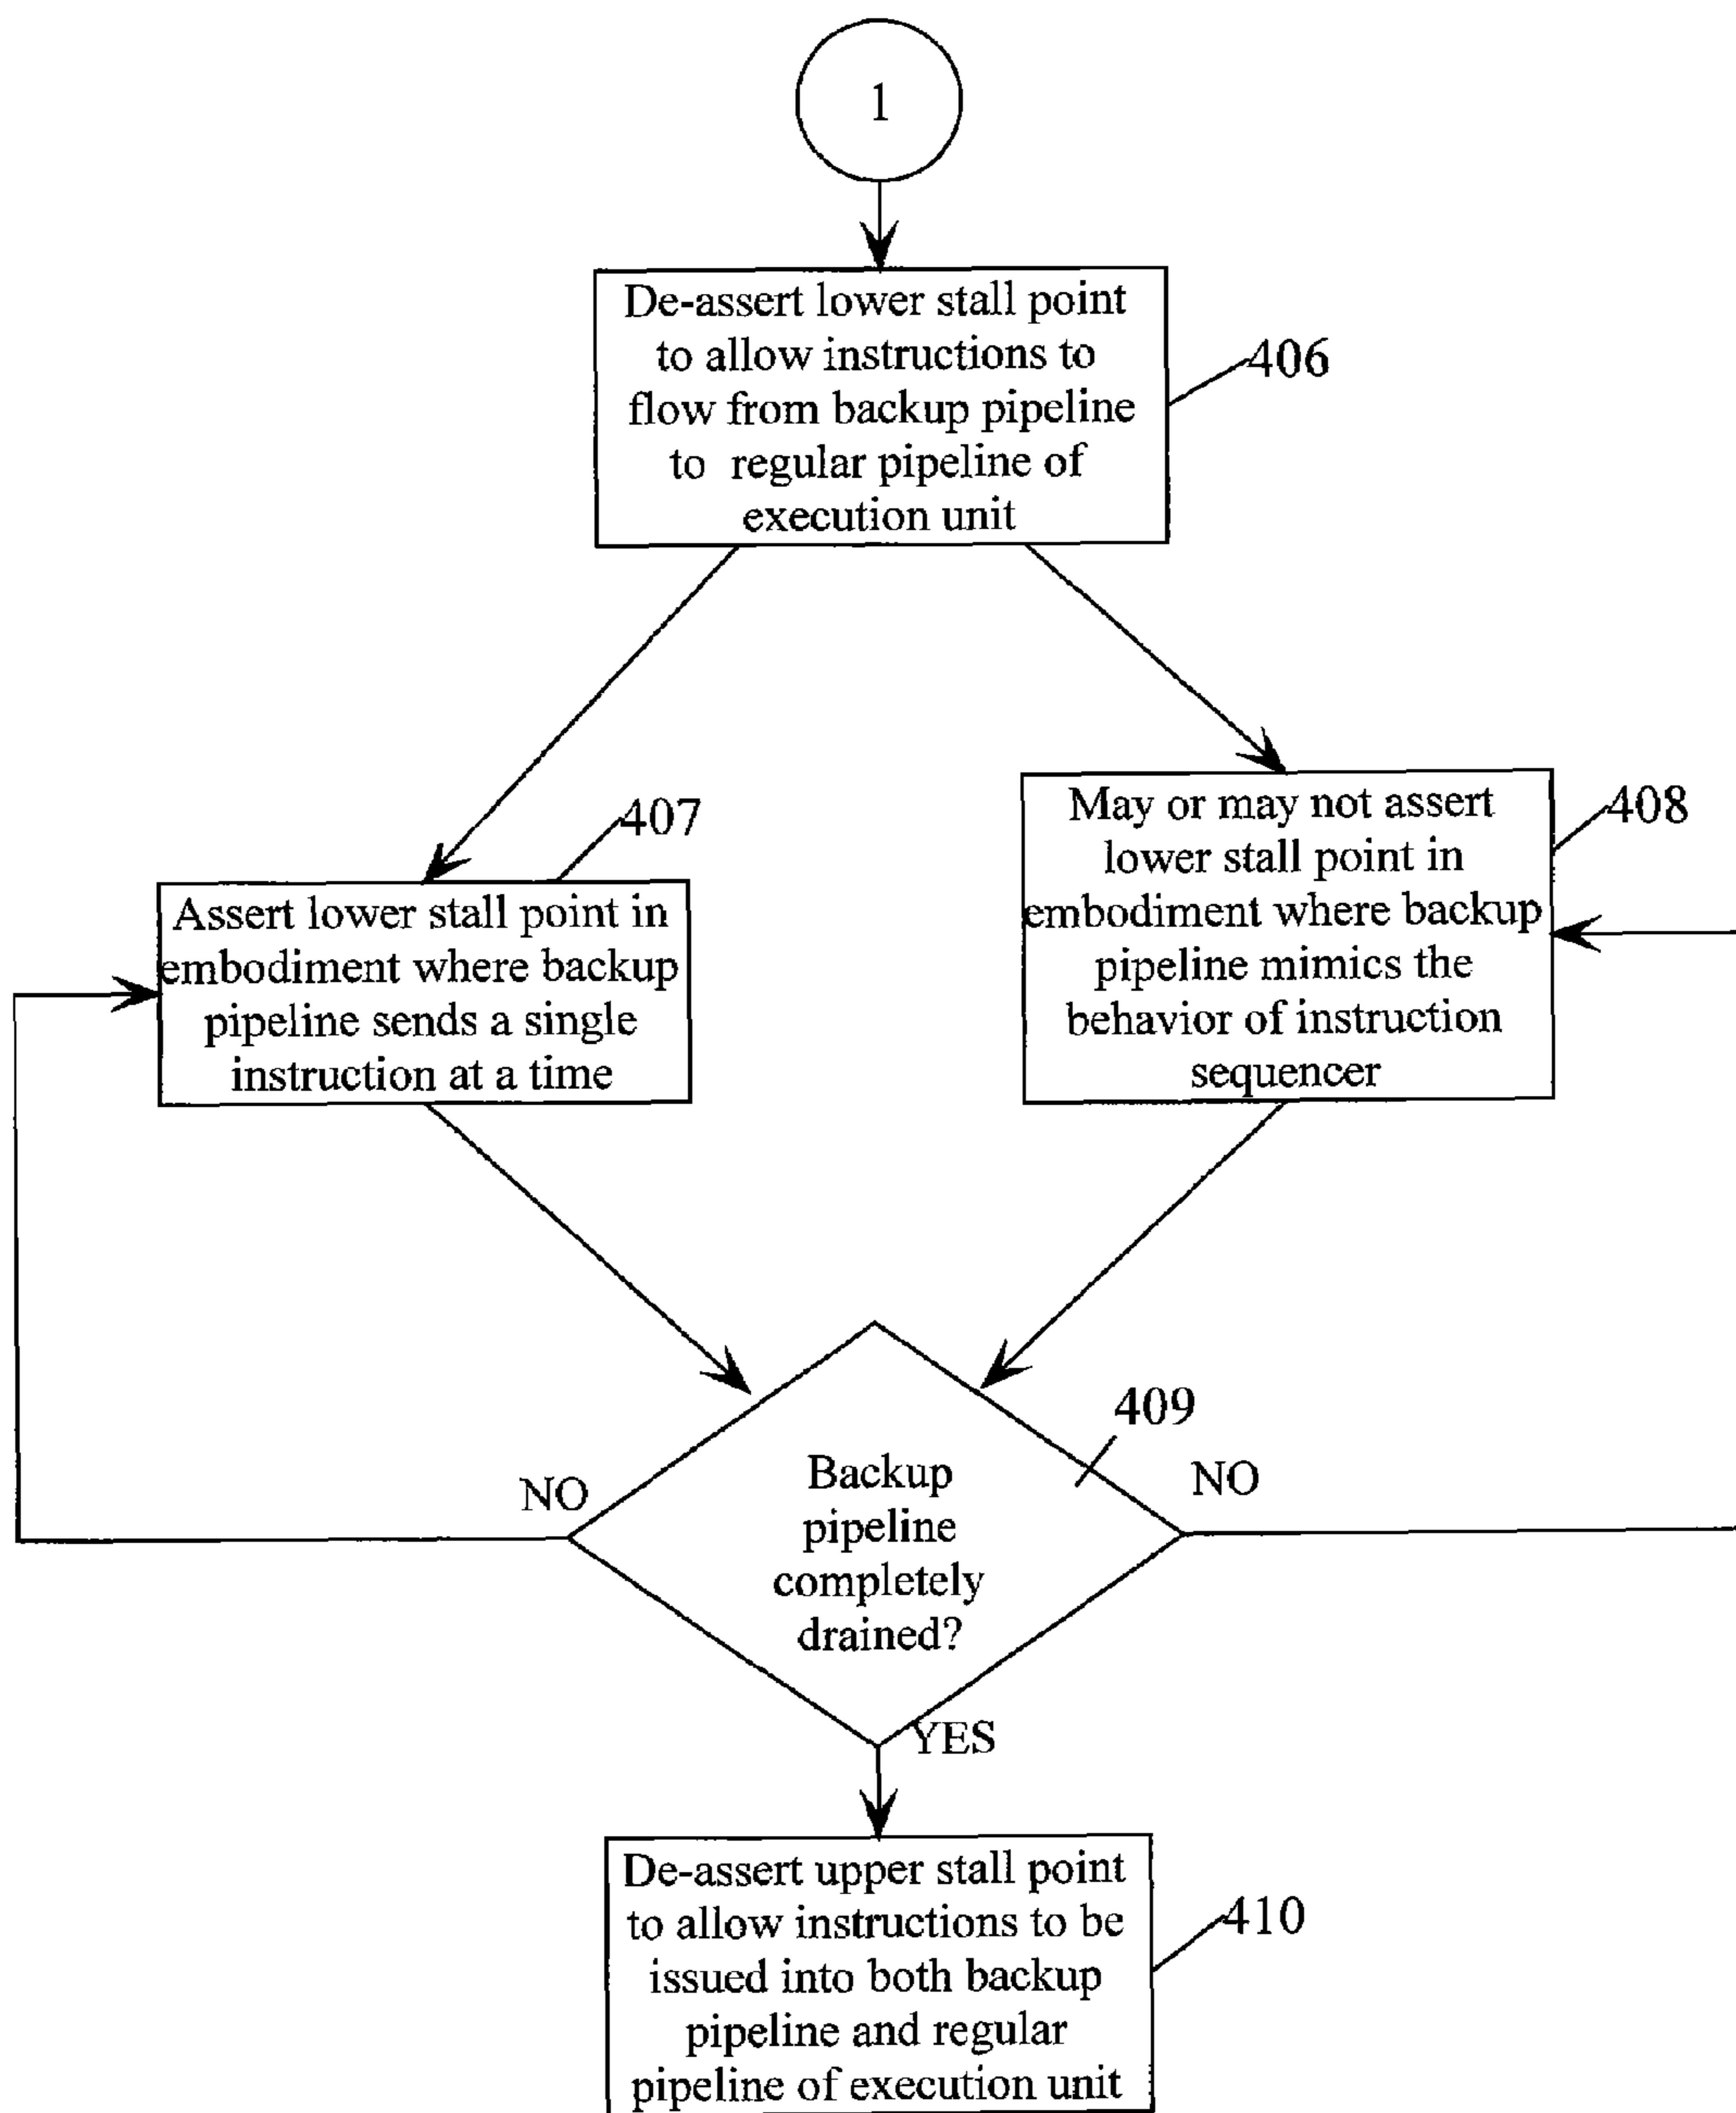 1
De-assert lower stall point
to allow instructions to
flow from backup pipeline
to regular pipeline of
execution unit
406
407
Assert lower stall point in
embodiment where backup
pipeline sends a single
instruction at a time
May or may not assert
lower stall point in
embodiment where backup
pipeline mimics the
behavior of instruction
sequencer
408
409
Backup
pipeline
completely
drained?
NO
NO
YES
De-assert upper stall point
to allow instructions to be
issued into both backup
pipeline and regular
pipeline of execution unit
410